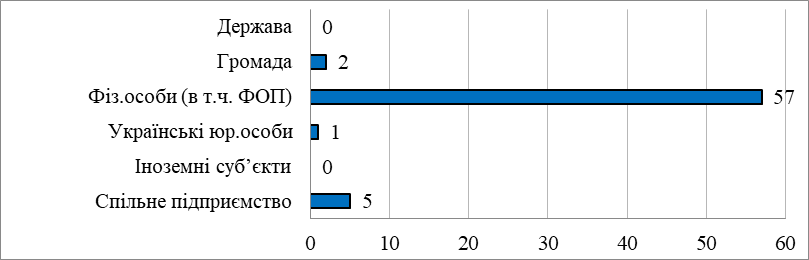 Держава 0
Громада 2
Фіз.особи (в т.ч. ФОП) 57
Українські юр.особи 1
Іноземні суб’єкти 0
Спільне підприємство 5
0 10 20 30 40 50 60